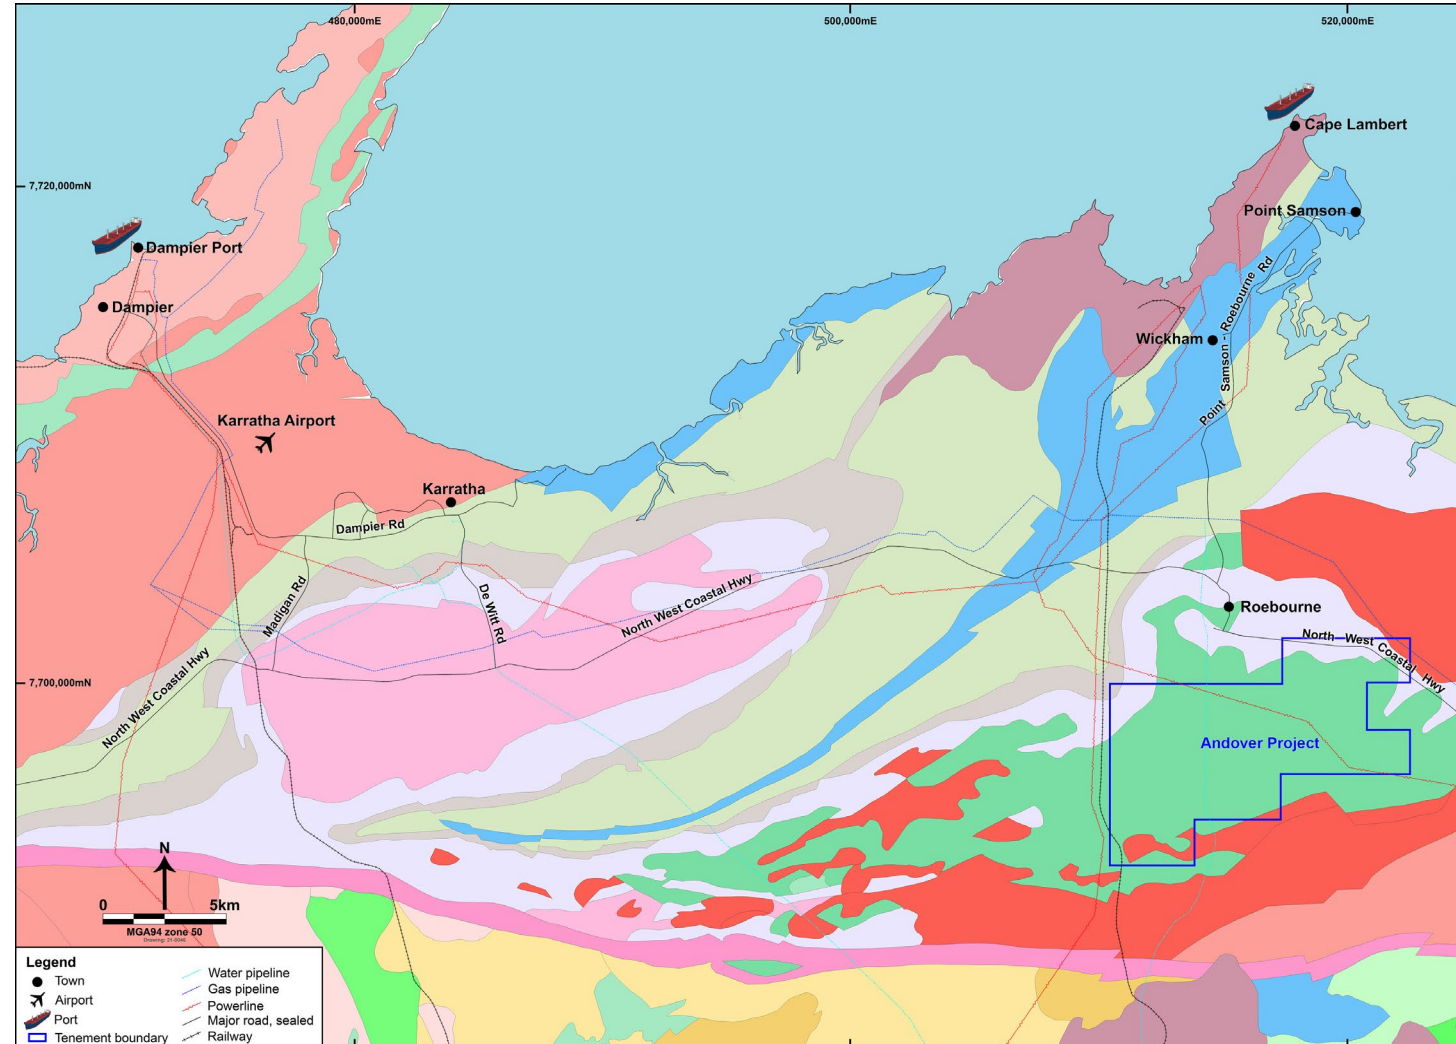 480,000mE
500,000mE
520,000mE
Cape Lambert
7,720,000mN
Point Samson
Dampier Port
Dampier
Point Samson - Roebourne Rd
Wickham
Karratha Airport
Karratha
Dampier Rd
Madigan Rd
De Witt Rd
North West Coastal Hwy
Roebourne
North West Coastal Hwy
North West Coastal Hwy
7,700,000mN
Andover Project
N
0 5km
MGA94 zone 50
Legend
Town
Airport
Port
Tenement boundary
Water pipeline
Gas pipeline
Powerline
Major road, sealed
Railway